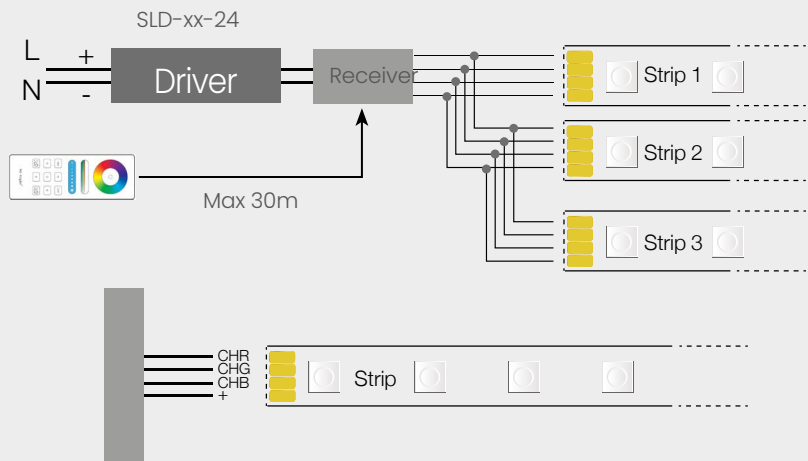 SLD-xx-24
L + Driver Receiver
N -
Strip 1
Strip 2
Max 30m
Strip 3
CHR
CHG
CHB
+
Strip